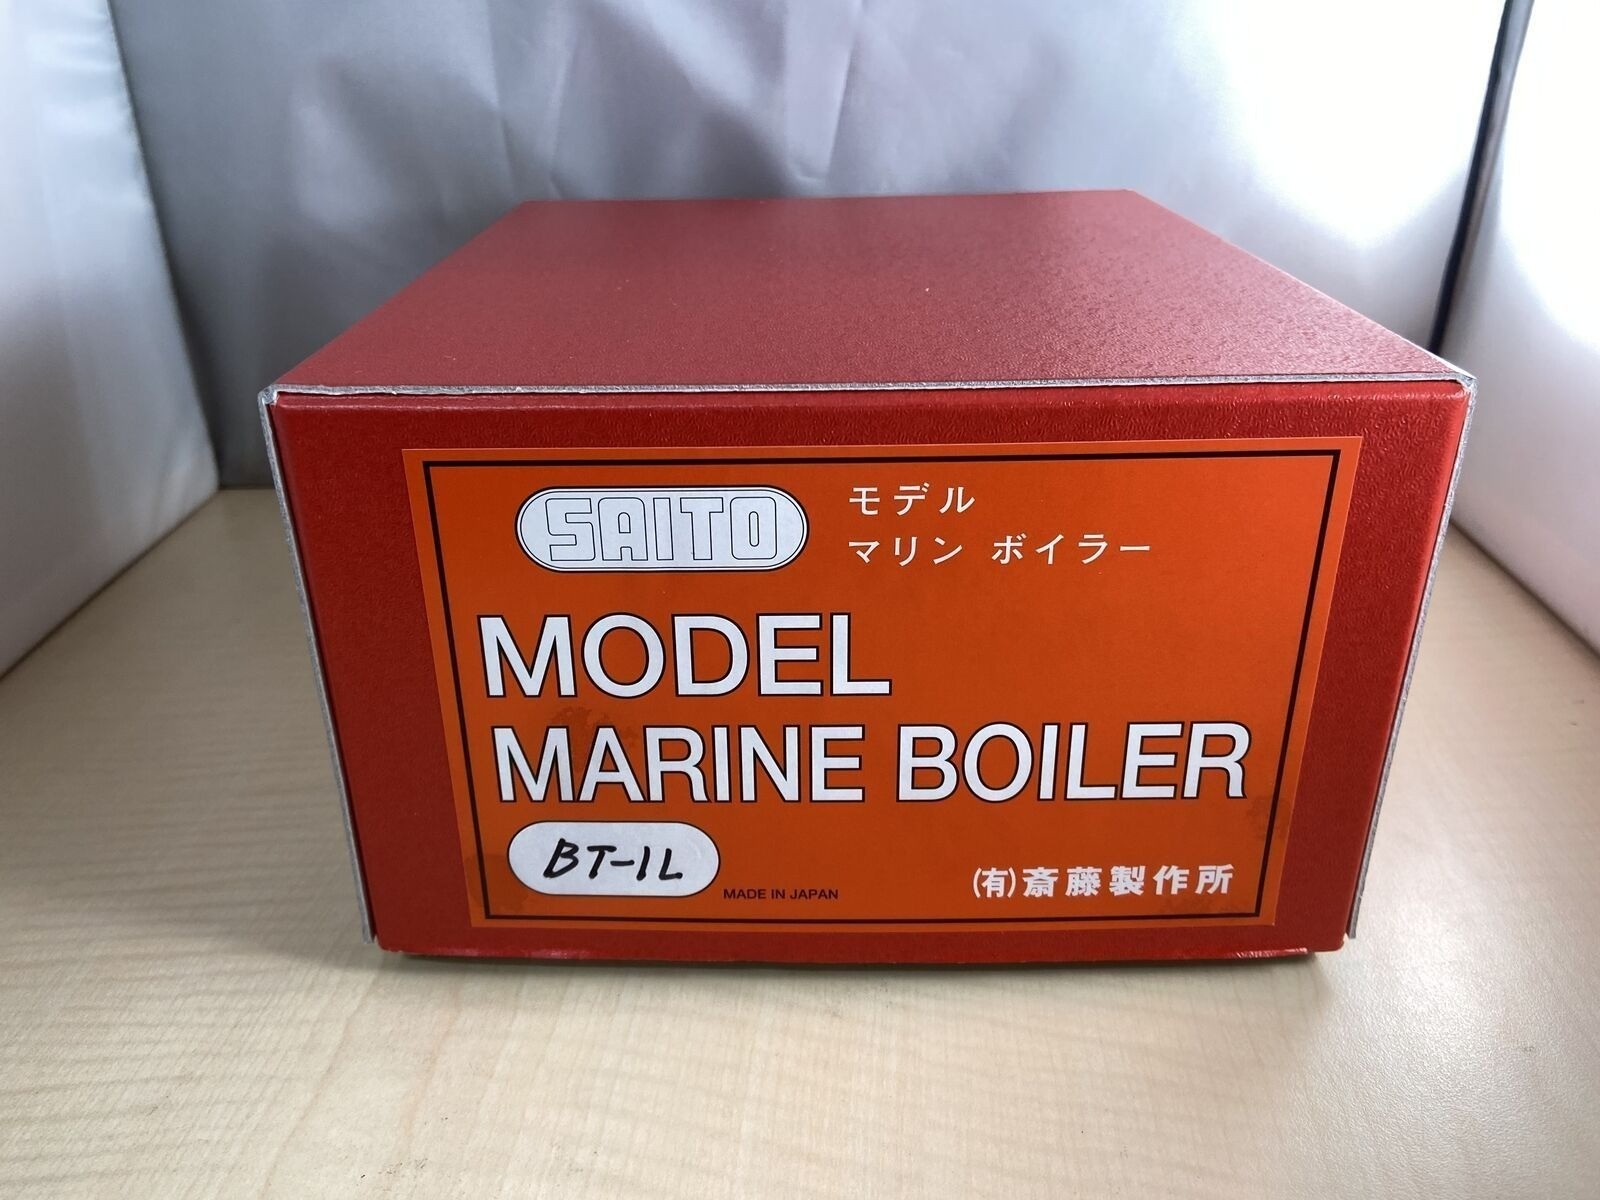 SAITO
モデル
マリン ボイラー
MODEL
MARINE BOILER
BT-1L
MADE IN JAPAN
(有)斎藤製作所